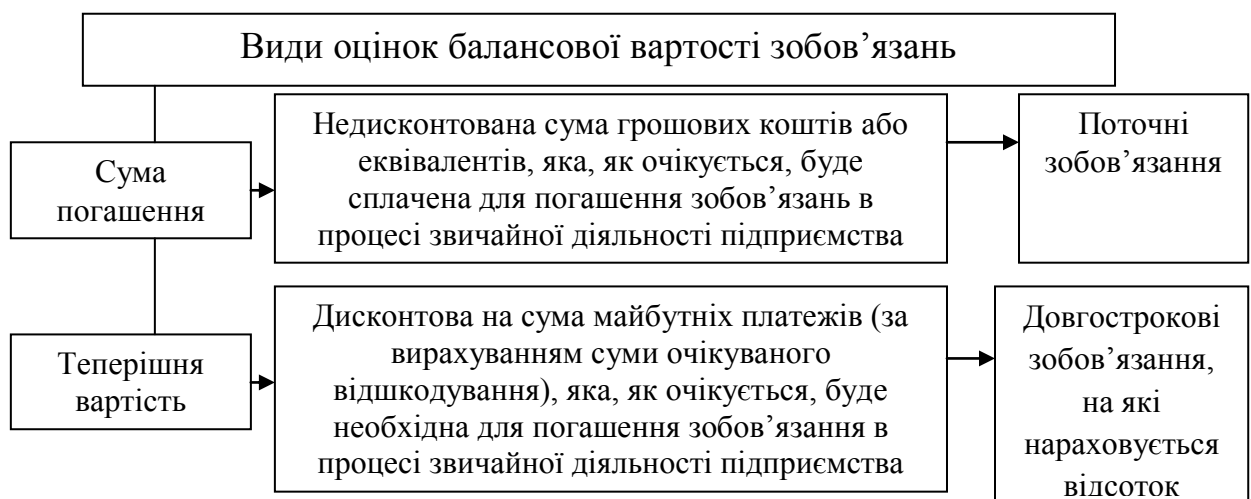 Види оцінок балансової вартості зобов’язань
Сума
погашення
Недисконтована сума грошових коштів або
еквівалентів, яка, як очікується, буде
сплачена для погашення зобов’язань в
процесі звичайної діяльності підприємства
Поточні
зобов’язання
Теперішня
вартість
Дисконтова на сума майбутніх платежів (за
вирахуванням суми очікуваного
відшкодування), яка, як очікується, буде
необхідна для погашення зобов’язання в
процесі звичайної діяльності підприємства
Довгострокові
зобов’язання,
на які
нараховується
відсоток